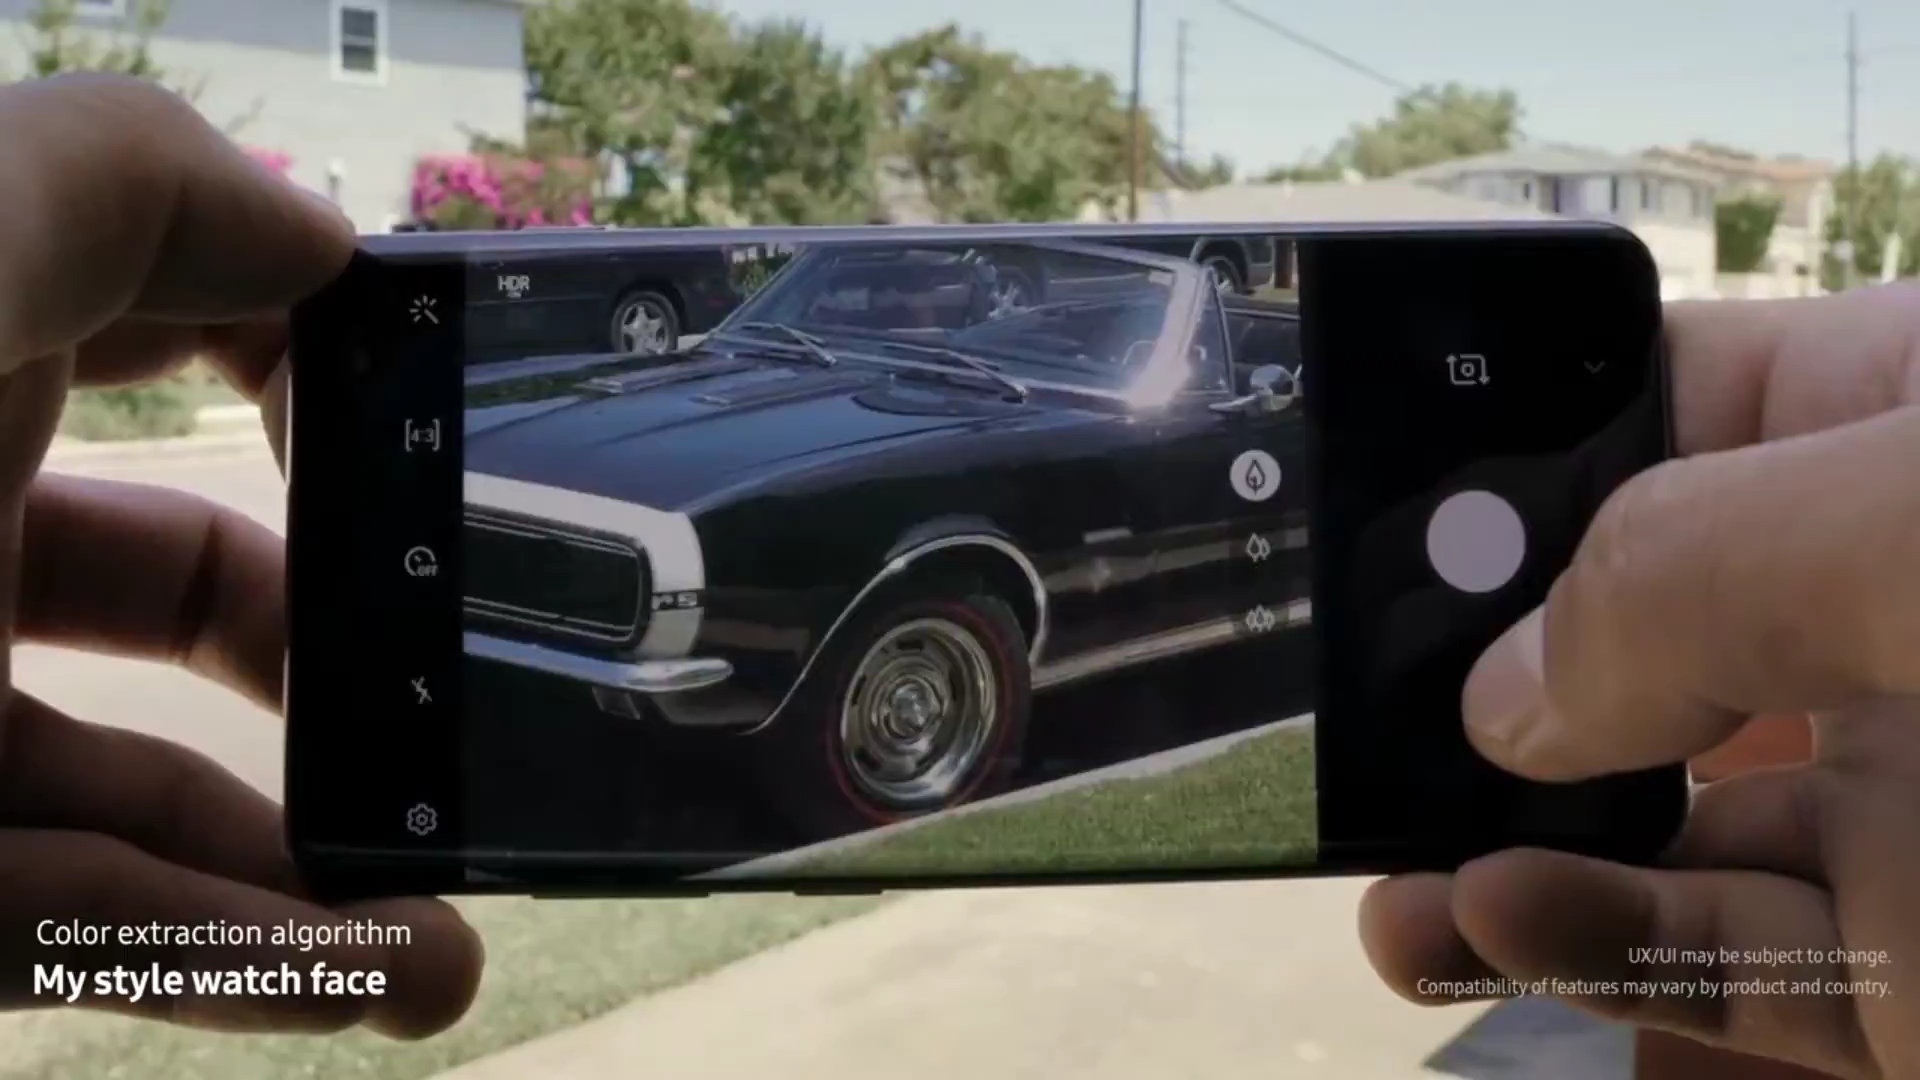 HDR
ON
[4:3]
OFF
rs
Color extraction algorithm
My style watch face
UX/UI may be subject to change.
Compatibility of features may vary by product and country.